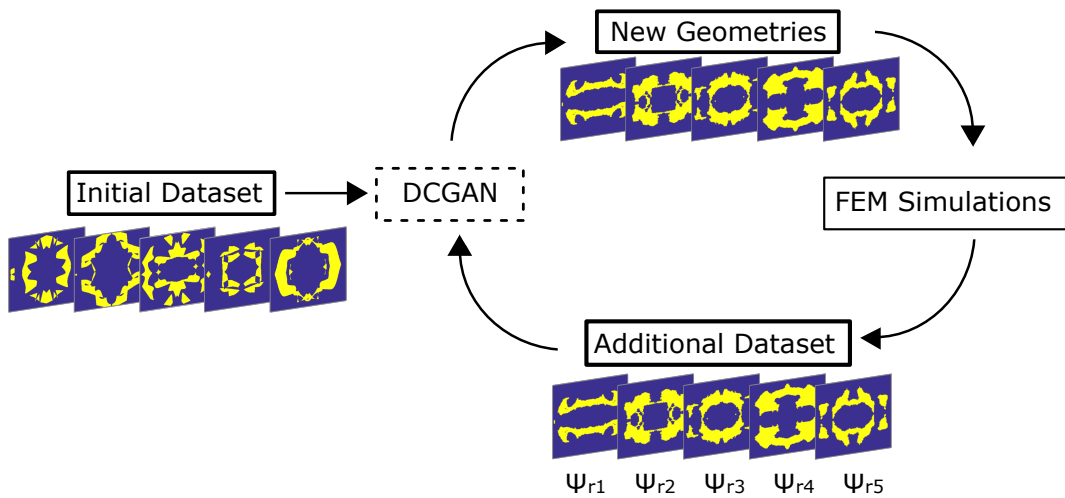 New Geometries
Initial Dataset
DCGAN
FEM Simulations
Additional Dataset
Ψr1 Ψr2 Ψr3 Ψr4 Ψr5